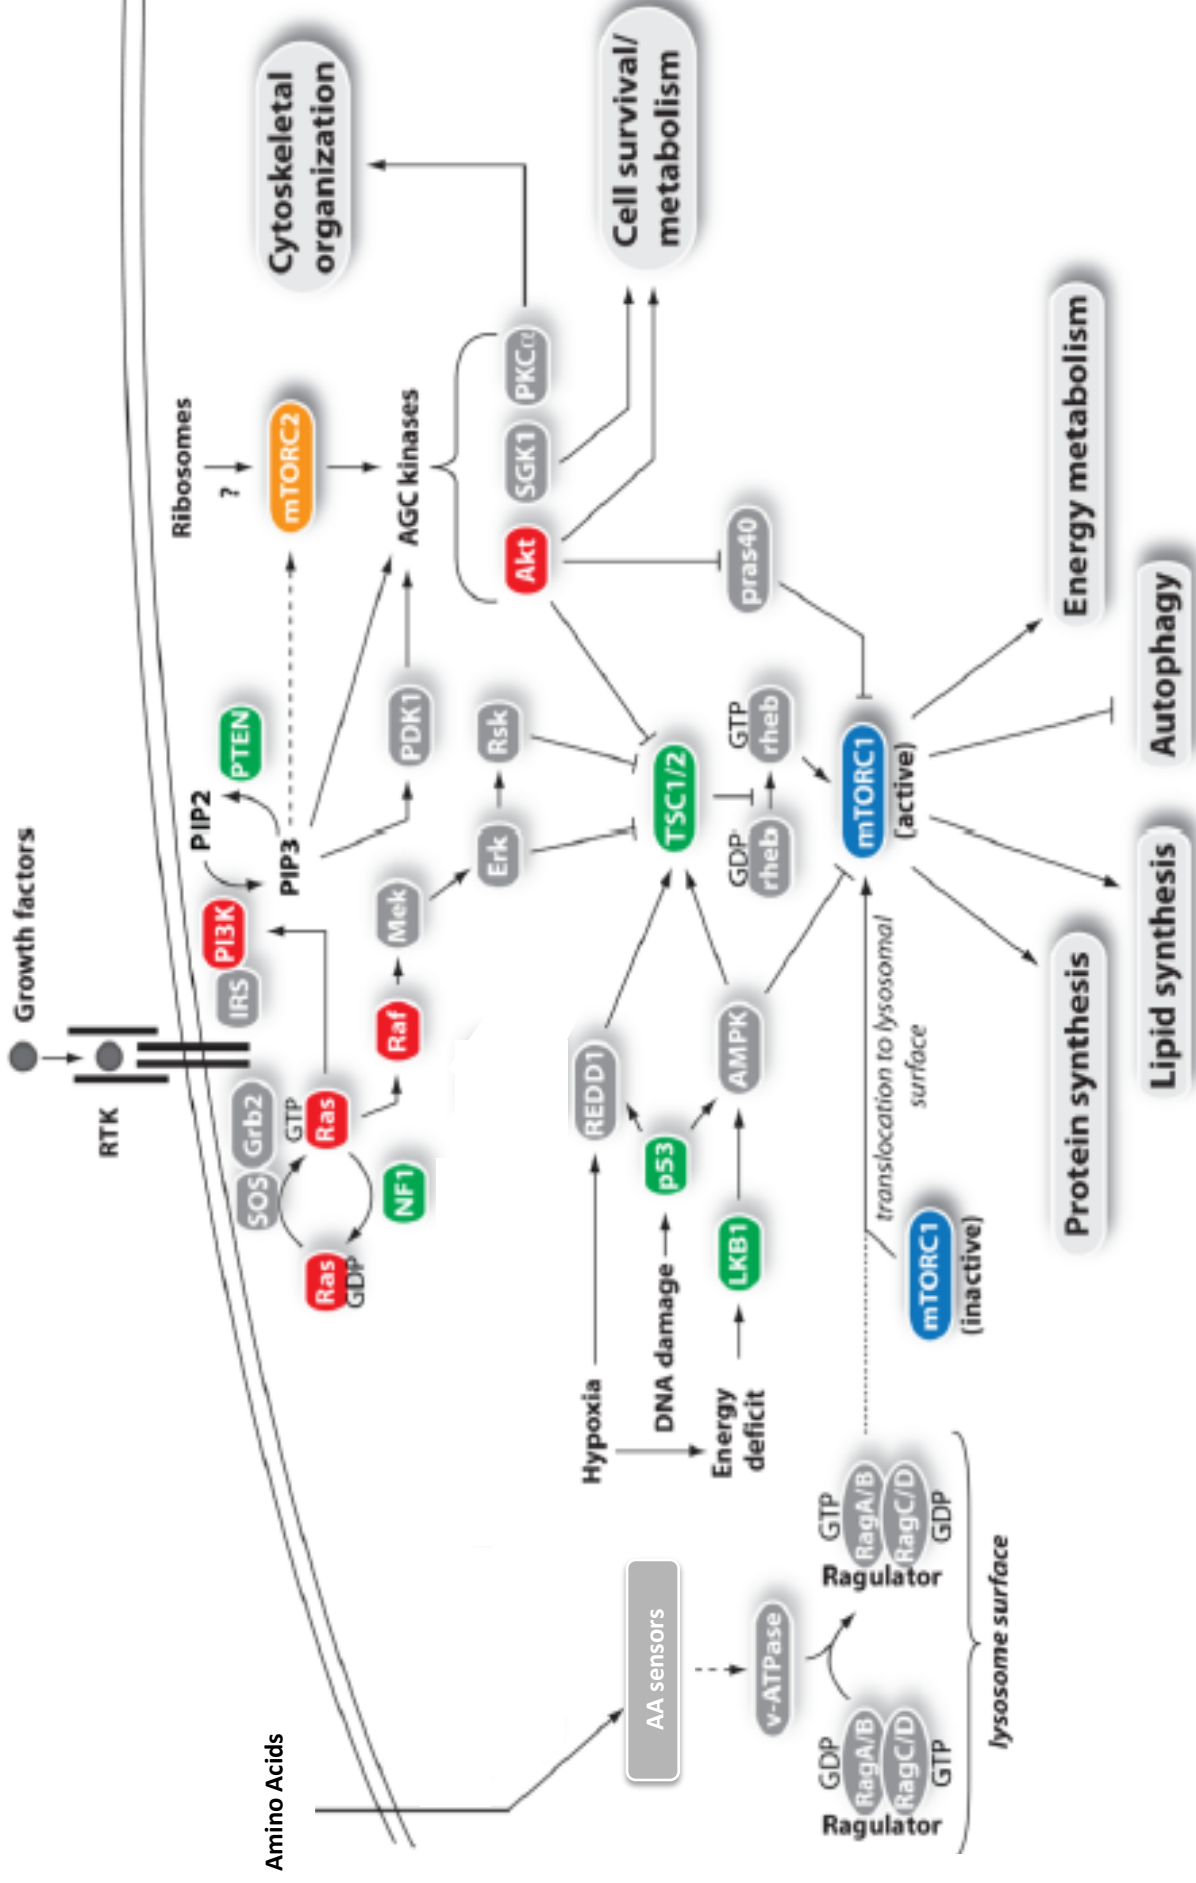 Growth factors
RTK
Amino Acids
SOS
Grb2
IRS
PI3K
PIP2
PTEN
PIP3
Ribosomes
?
mTORC2
Cytoskeletal
organization
Ras
GDP
GTP
Ras
NF1
Raf
Mek
Erk
Rsk
PDK1
AGC kinases
Akt
SGK1
PKCα
Cell survival/
metabolism
Hypoxia
REDD1
DNA damage
p53
Energy
deficit
LKB1
AMPK
TSC1/2
GDP
rheb
GTP
rheb
pras40
AA sensors
v-ATPase
GDP
RagA/B
RagC/D
GTP
Ragulator
GTP
RagA/B
RagC/D
GDP
Ragulator
lysosome surface
mTORC1
(inactive)
translocation to lysosomal
surface
mTORC1
(active)
Protein synthesis
Lipid synthesis
Autophagy
Energy metabolism